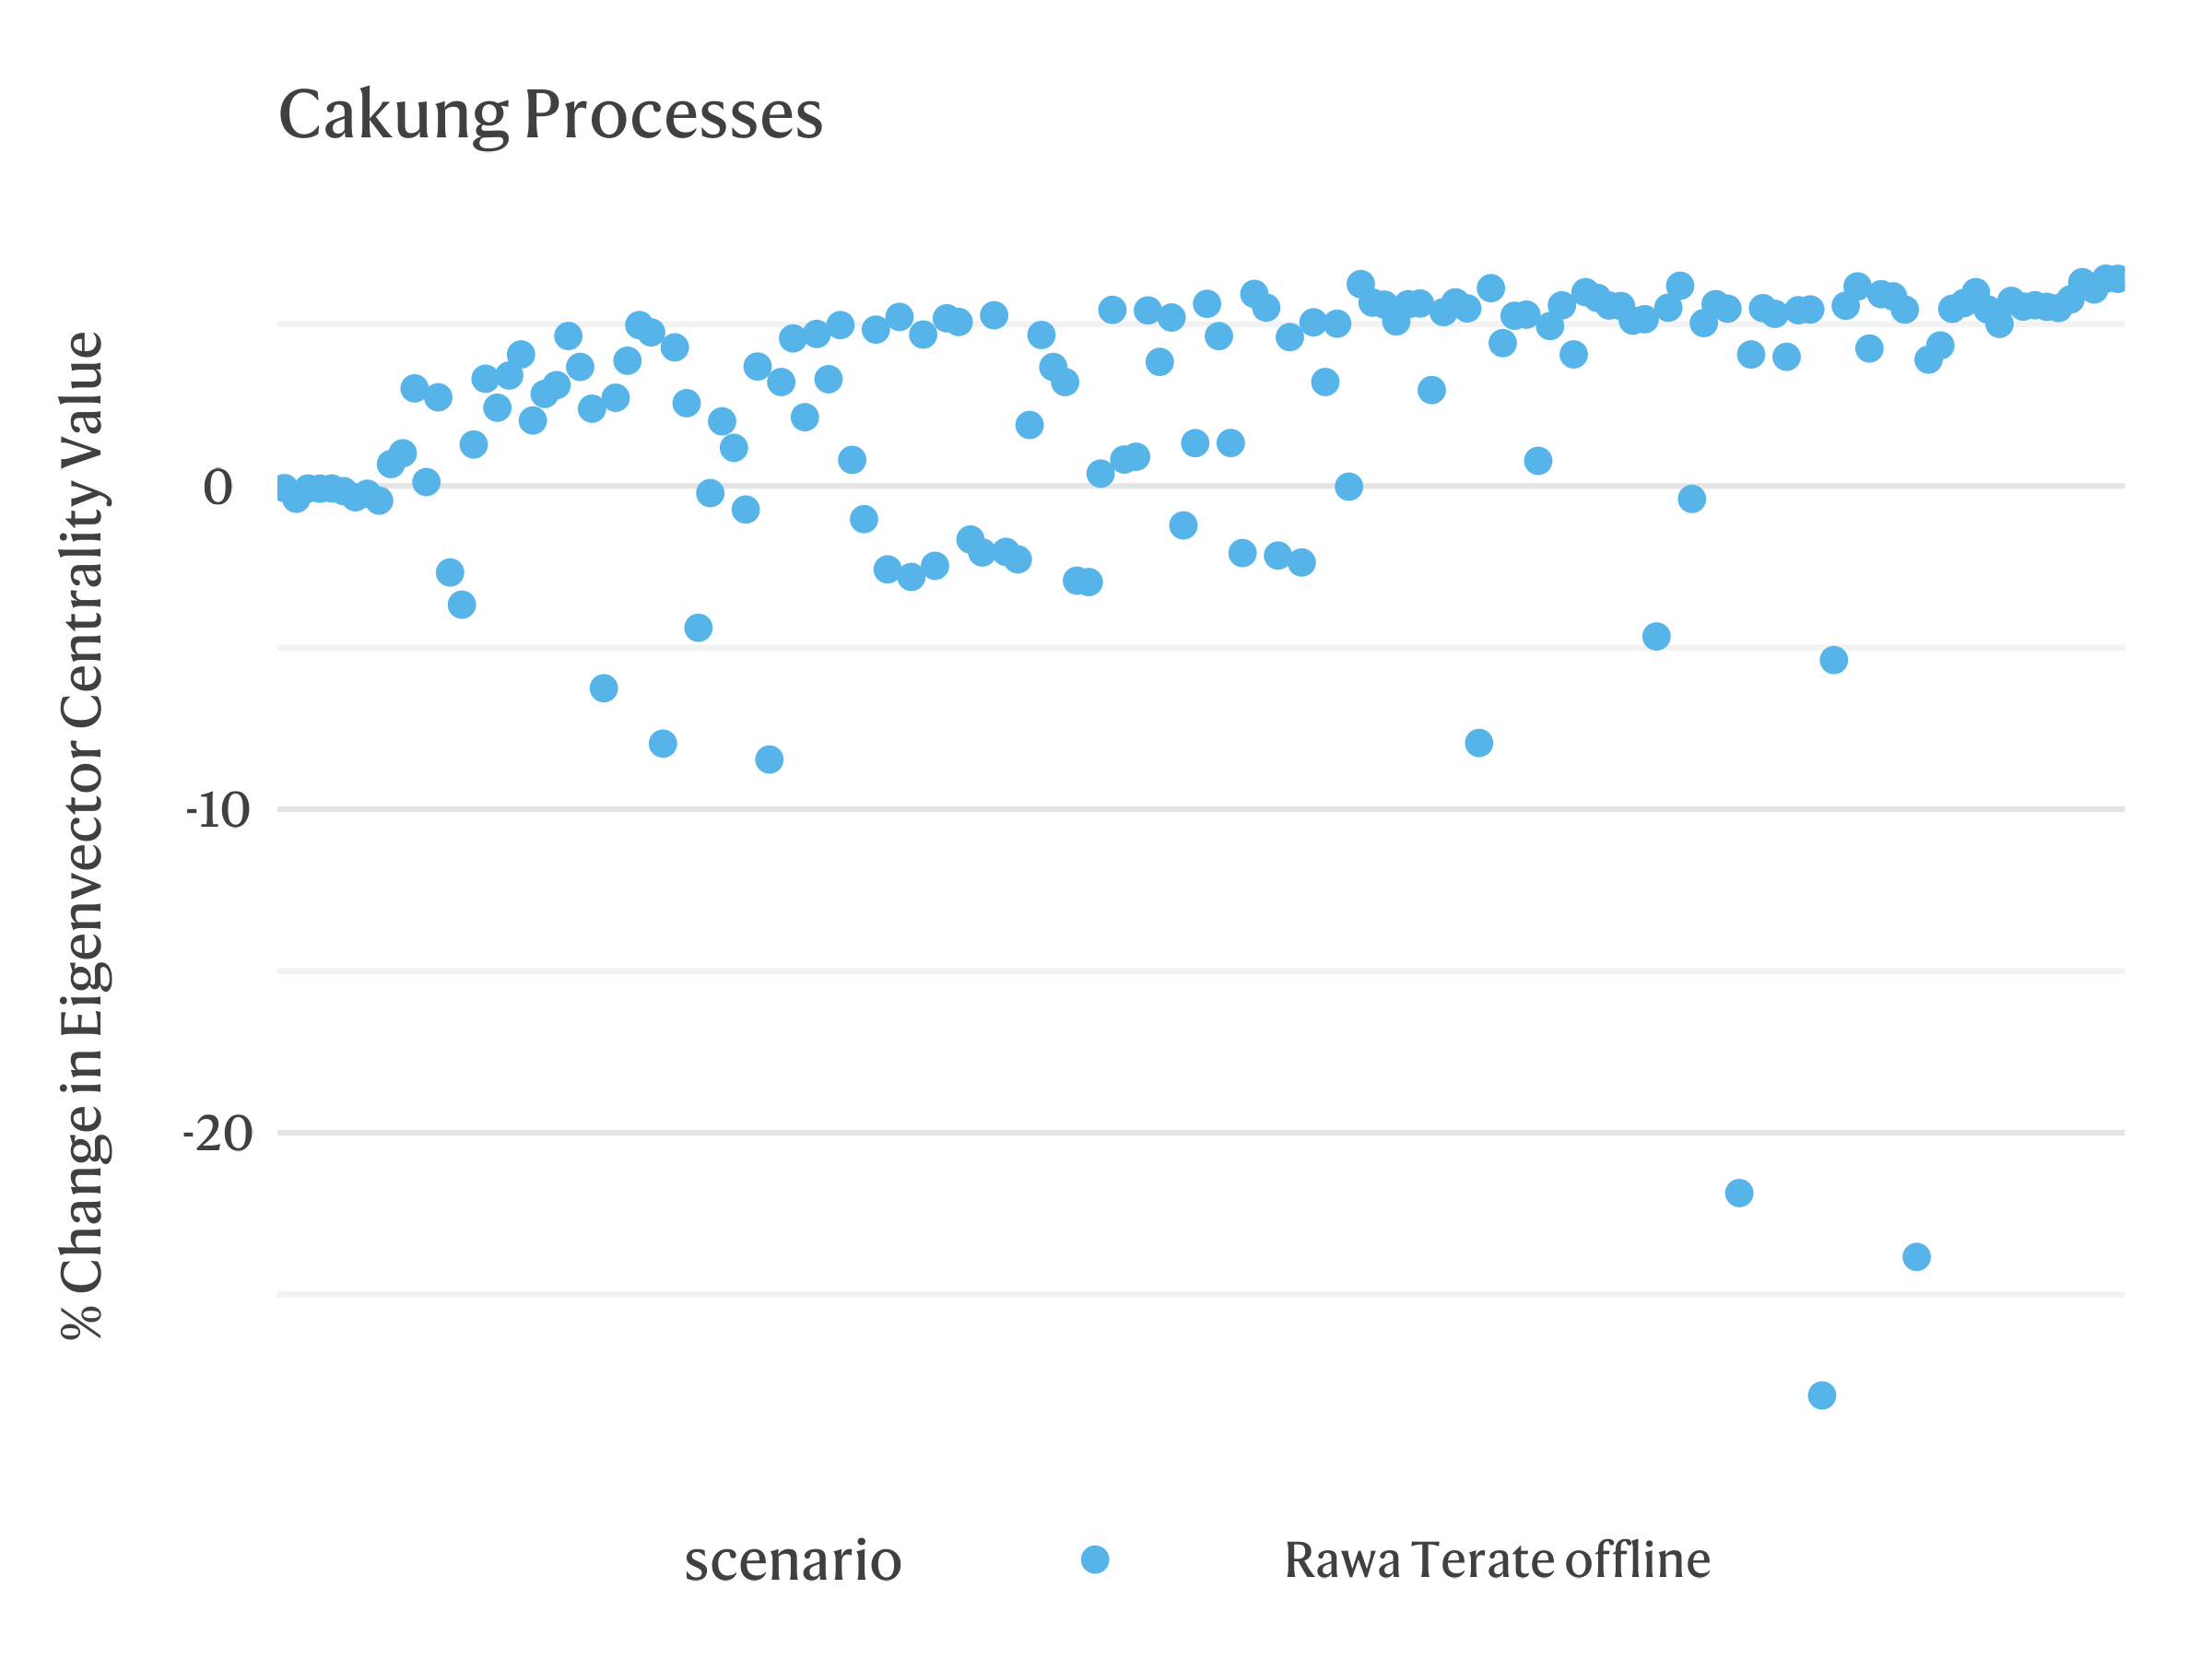 Cakung Processes
% Change in Eigenvector Centrality Value
0
-10
-20
scenario
Rawa Terate offline